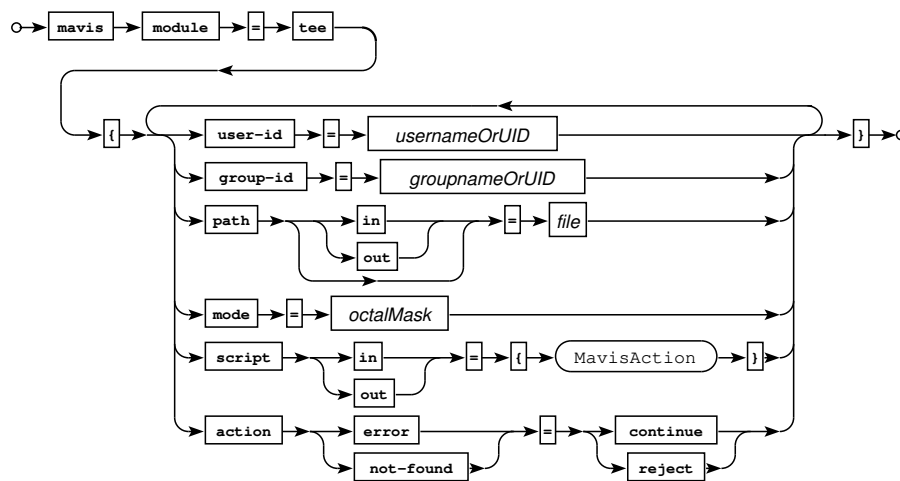 mavis module = tee
{ user-id = usernameOrUID }
group-id = groupnameOrUID
path in = file
out
mode = octalMask
script in = { MavisAction }
out
action error = continue
not-found reject